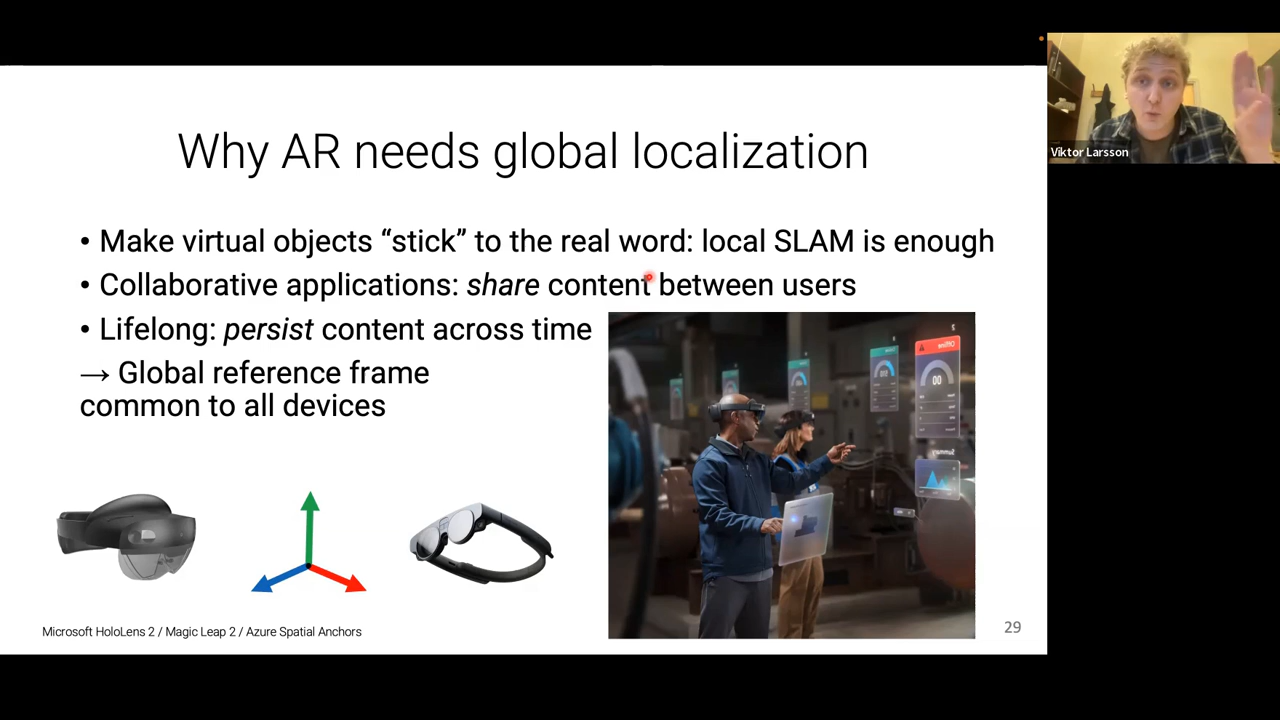 Viktor Larsson
Why AR needs global localization
• Make virtual objects “stick” to the real word: local SLAM is enough
• Collaborative applications: share content between users
• Lifelong: persist content across time
→ Global reference frame
common to all devices
Microsoft HoloLens 2 / Magic Leap 2 / Azure Spatial Anchors
29